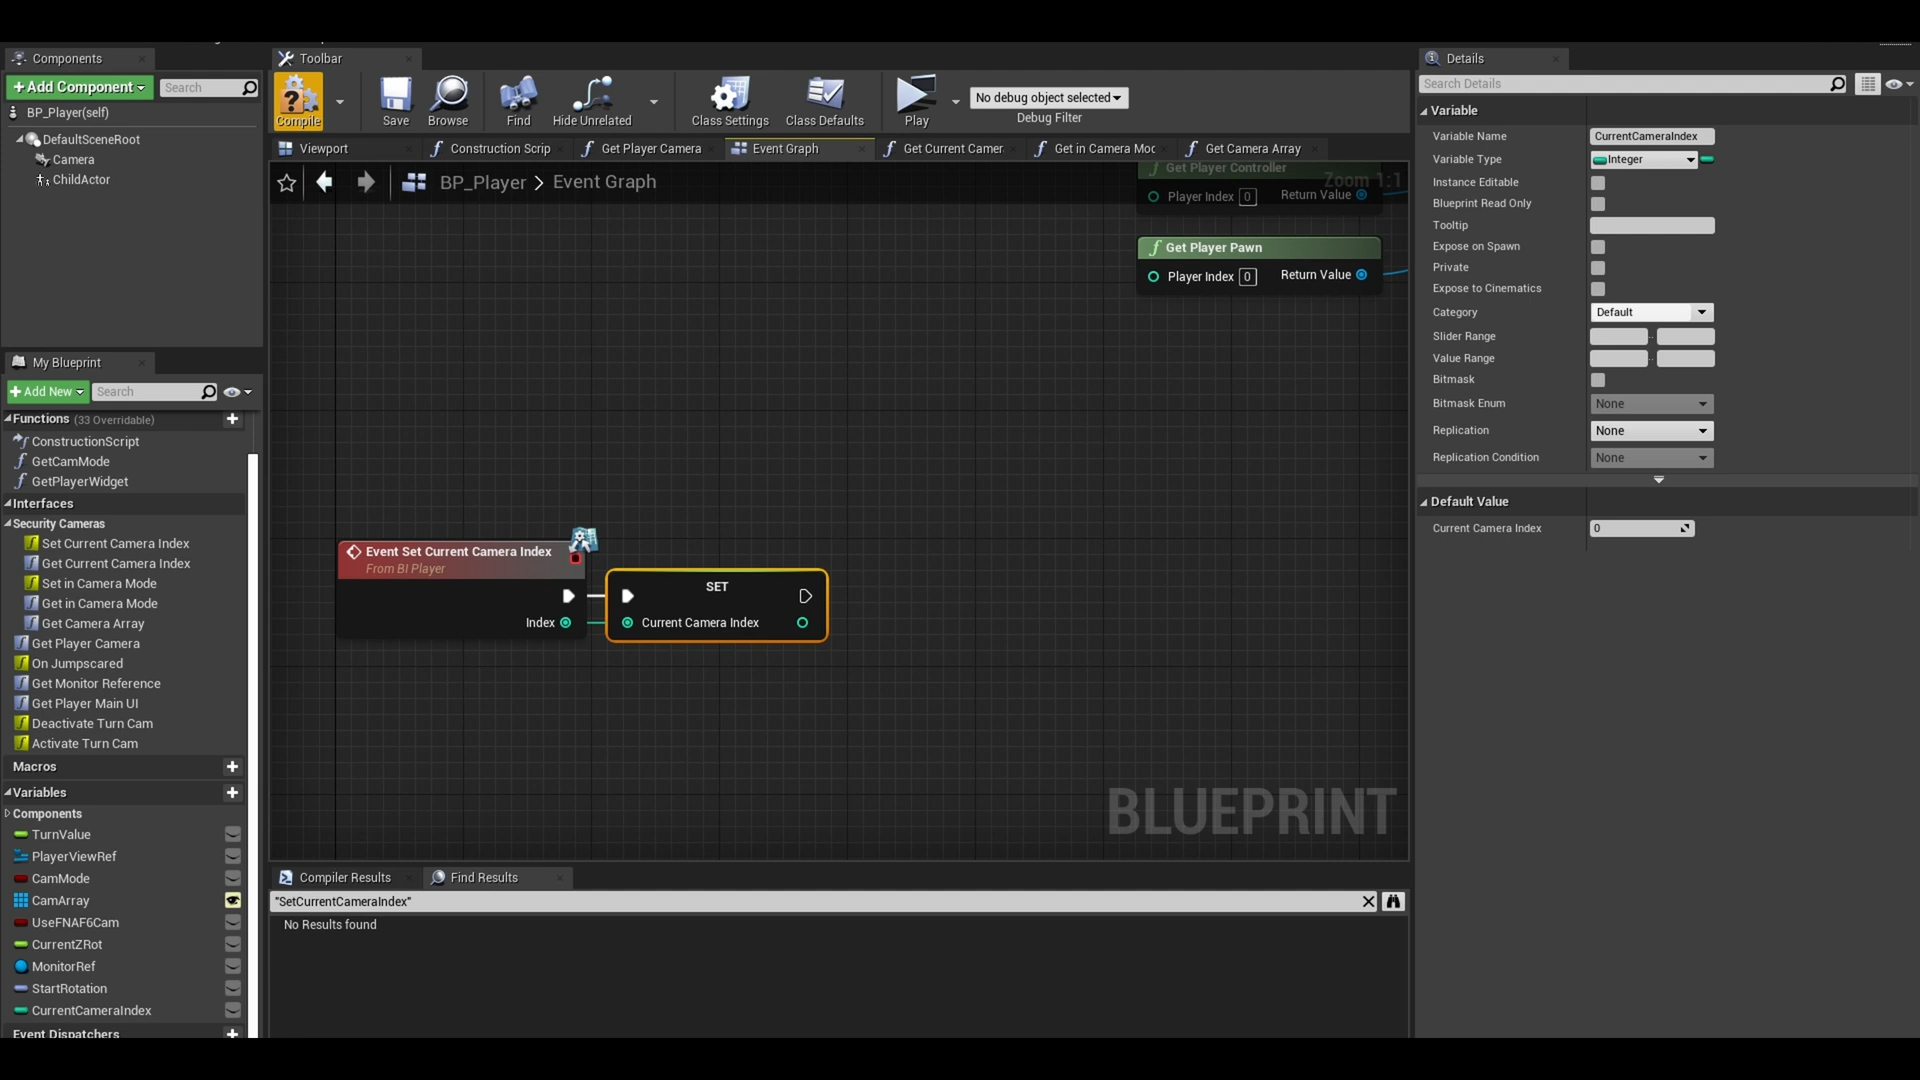 Components
Toolbar
Details
+Add Component
Search
BP_Player(self)
DefaultSceneRoot
Camera
ChildActor
Compile
Save
Browse
Find
Hide Unrelated
Class Settings
Class Defaults
Play
No debug object selected
Debug Filter
Viewport
Construction Scrip
Get Player Camera
Event Graph
Get Current Camer
Get in Camera Moc
Get Camera Array
BP_Player > Event Graph
Zoom 1:1
Get Player Controller
Player Index 0 Return Value
Get Player Pawn
Player Index 0 Return Value
Event Set Current Camera Index
From BI Player
Index
SET
Current Camera Index
BLUEPRINT
My Blueprint
+Add New
Search
Functions (33 Overridable)
ConstructionScript
GetCamMode
GetPlayerWidget
Interfaces
Security Cameras
Set Current Camera Index
Get Current Camera Index
Set in Camera Mode
Get in Camera Mode
Get Camera Array
Get Player Camera
On Jumpscared
Get Monitor Reference
Get Player Main UI
Deactivate Turn Cam
Activate Turn Cam
Macros
Variables
Components
TurnValue
PlayerViewRef
CamMode
CamArray
UseFNAF6Cam
CurrentZRot
MonitorRef
StartRotation
CurrentCameraIndex
Event Dispatchers
Compiler Results
Find Results
"SetCurrentCameraIndex"
No Results found
Search Details
Variable
Variable Name CurrentCameraIndex
Variable Type Integer
Instance Editable
Blueprint Read Only
Tooltip
Expose on Spawn
Private
Expose to Cinematics
Category Default
Slider Range
Value Range
Bitmask
Bitmask Enum None
Replication None
Replication Condition None
Default Value
Current Camera Index 0